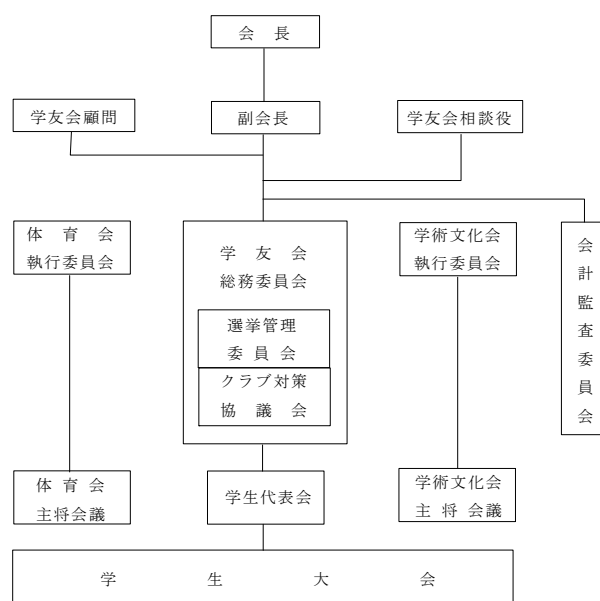 会 長
学友会顧問
副会長
学友会相談役
体 育 会
執行委員会
学 友 会
総務委員会
選挙管理
委 員 会
クラブ対策
協 議 会
学術文化会
執行委員会
会計監査委員会
体 育 会
主将会議
学生代表会
学術文化会
主 将 会議
学 生 大 会